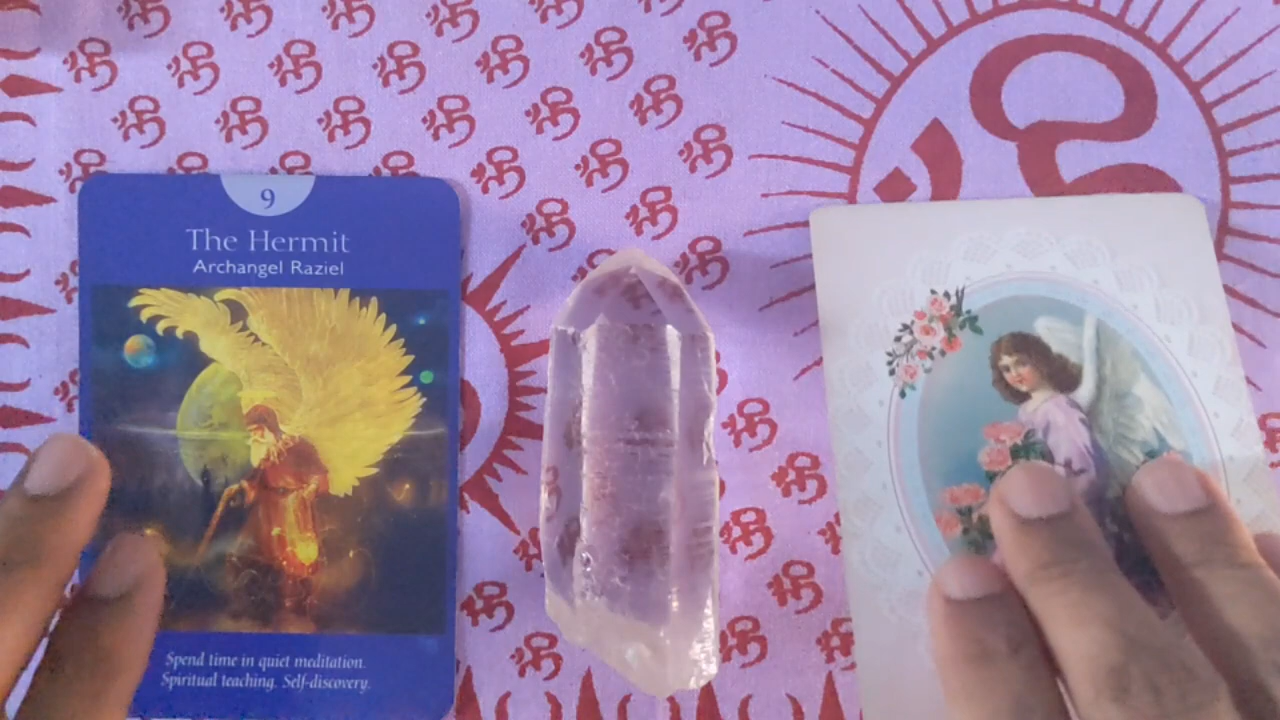 9
The Hermit
Archangel Raziel
Spend time in quiet meditation.
Spiritual teaching. Self-discovery.
ॐ